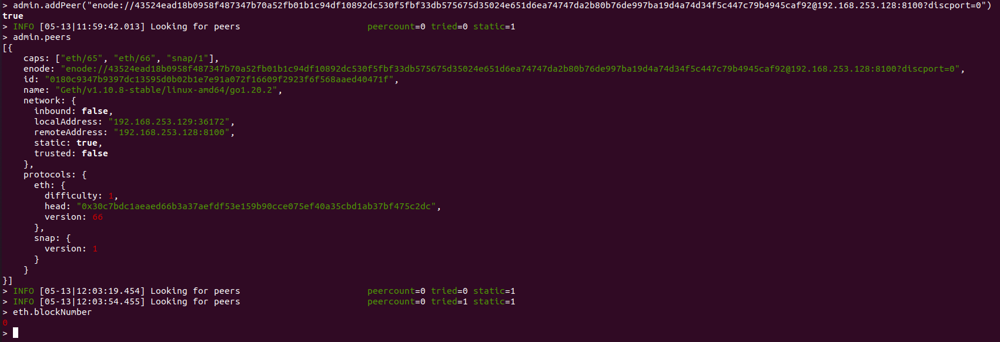 > admin.addPeer("enode://43524ead18b0958f487347b70a52fb01b1c94df10892dc530f5fbf33db575675d35024e651d6ea74747da2b80b76de997ba19d4a74d34f5c447c79b4945caf92@192.168.253.128:8100?discport=0")
true
> INFO [05-13|11:59:42.013] Looking for peers                        peercount=0 tried=0 static=1
> admin.peers
[{
    caps: ["eth/65", "eth/66", "snap/1"],
    enode: "enode://43524ead18b0958f487347b70a52fb01b1c94df10892dc530f5fbf33db575675d35024e651d6ea74747da2b80b76de997ba19d4a74d34f5c447c79b4945caf92@192.168.253.128:8100?discport=0",
    id: "0180c9347b9397dc13595d0b02b1e7e91a072f16609f2923f6f568aaed40471f",
    name: "Geth/v1.10.8-stable/linux-amd64/go1.20.2",
    network: {
      inbound: false,
      localAddress: "192.168.253.129:36172",
      remoteAddress: "192.168.253.128:8100",
      static: true,
      trusted: false
    },
    protocols: {
      eth: {
        difficulty: 1,
        head: "0x30c7bdc1aeaed66b3a37aefdf53e159b90cce075ef40a35cbd1ab37bf475c2dc",
        version: 66
      },
      snap: {
        version: 1
      }
    }
}]
> INFO [05-13|12:03:19.454] Looking for peers                        peercount=0 tried=0 static=1
> INFO [05-13|12:03:54.455] Looking for peers                        peercount=0 tried=1 static=1
> eth.blockNumber
0
>